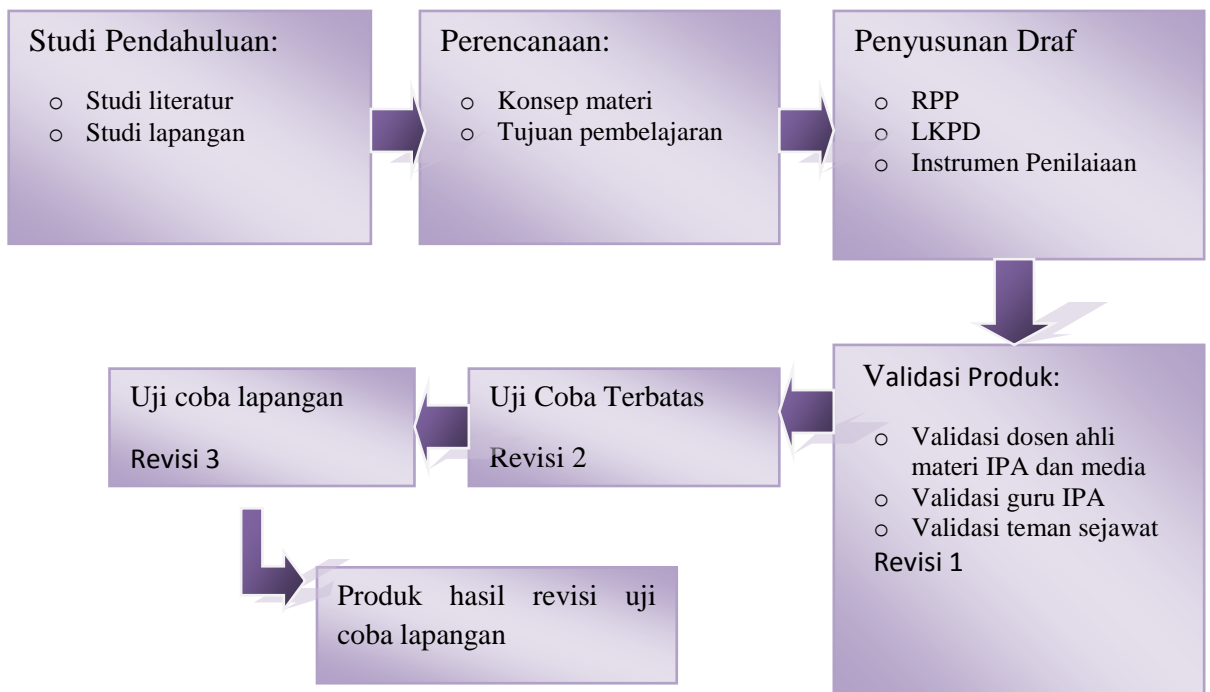 Studi Pendahuluan:
o Studi literatur
o Studi lapangan
Perencanaan:
o Konsep materi
o Tujuan pembelajaran
Penyusunan Draf
o RPP
o LKPD
o Instrumen Penilaiaan
Validasi Produk:
o Validasi dosen ahli
materi IPA dan media
o Validasi guru IPA
o Validasi teman sejawat
Revisi 1
Uji Coba Terbatas
Revisi 2
Uji coba lapangan
Revisi 3
Produk hasil revisi uji
coba lapangan